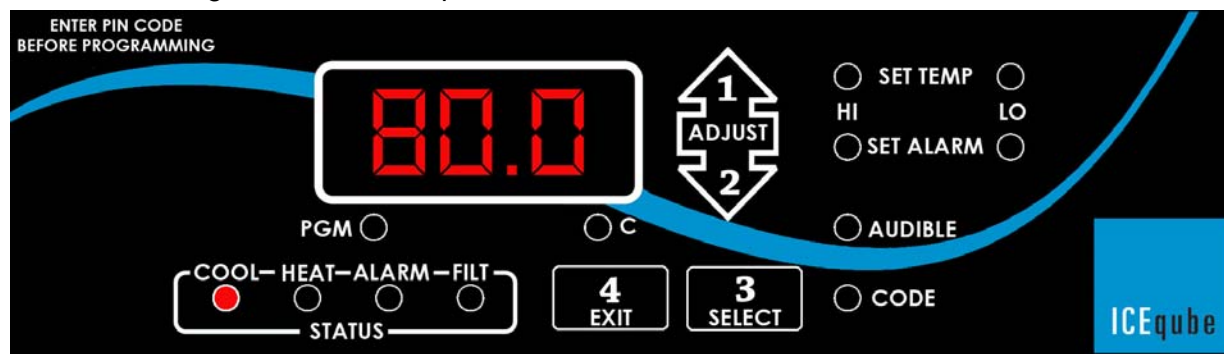 ENTER PIN CODE
BEFORE PROGRAMMING
80.0
1
ADJUST
2
SET TEMP
HI
LO
SET ALARM
PGM
C
AUDIBLE
COOL
HEAT
ALARM
FILT
STATUS
4
EXIT
3
SELECT
CODE
ICEqube